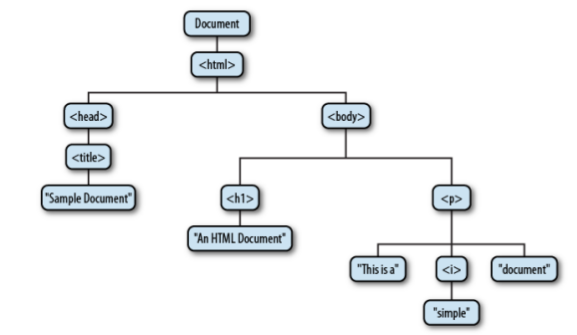 Document
<html>
<head>
<body>
<title>
"Sample Document"
<h1>
<p>
"An HTML Document"
"This is a"
<i>
"document"
"simple"